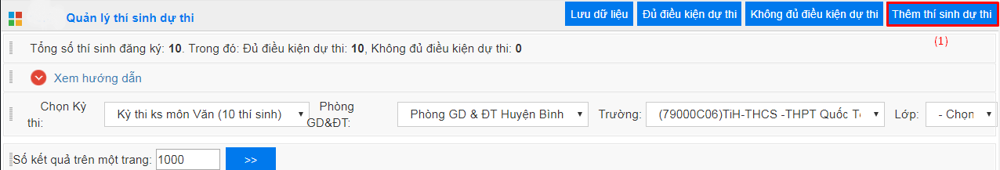 Quản lý thí sinh dự thi
Lưu dữ liệu Đủ điều kiện dự thi Không đủ điều kiện dự thi Thêm thí sinh dự thi
(1)
Tổng số thí sinh đăng ký: 10. Trong đó: Đủ điều kiện dự thi: 10, Không đủ điều kiện dự thi: 0
Xem hướng dẫn
Chọn Kỳ thi: Kỳ thi ks môn Văn (10 thí sinh) Phòng GD&ĐT: Phòng GD & ĐT Huyện Bình Trường: (79000C06)TiH-THCS -THPT Quốc Lớp: - Chọn
Số kết quả trên một trang: 1000 >>